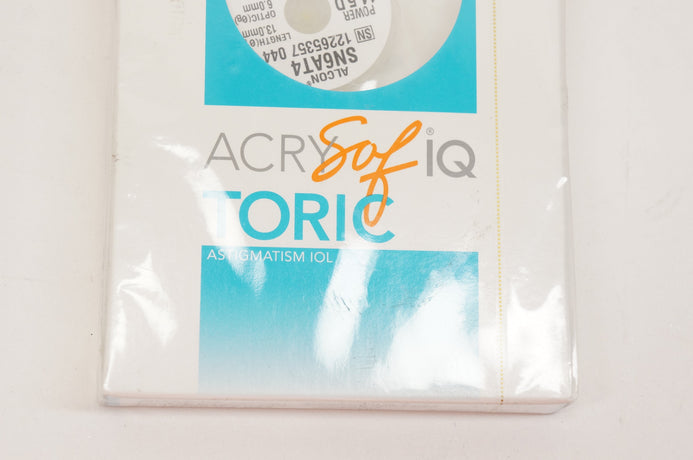 ALCON®
SN6AT4
SN 12265357 044
LENGTH(
13.0mm
OPTIC(
6.0mm
POWER
ACRYSof®IQ
TORIC
ASTIGMATISM IOL